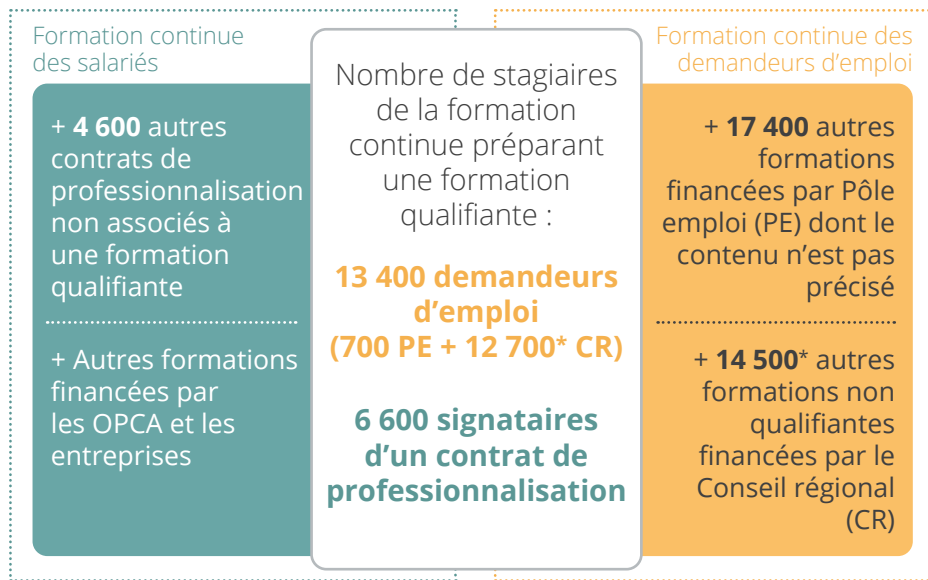 Formation continue
des salariés
+ 4 600 autres
contrats de
professionnalisation
non associés à
une formation
qualifiante
+ Autres formations
financées par
les OPCA et les
entreprises
Nombre de stagiaires
de la formation
continue préparant
une formation
qualifiante :
13 400 demandeurs
d’emploi
(700 PE + 12 700* CR)
6 600 signataires
d’un contrat de
professionnalisation
Formation continue des
demandeurs d’emploi
+ 17 400 autres
formations
financées par Pôle
emploi (PE) dont le
contenu n’est pas
précisé
+ 14 500* autres
formations non
qualifiantes
financées par le
Conseil régional
(CR)